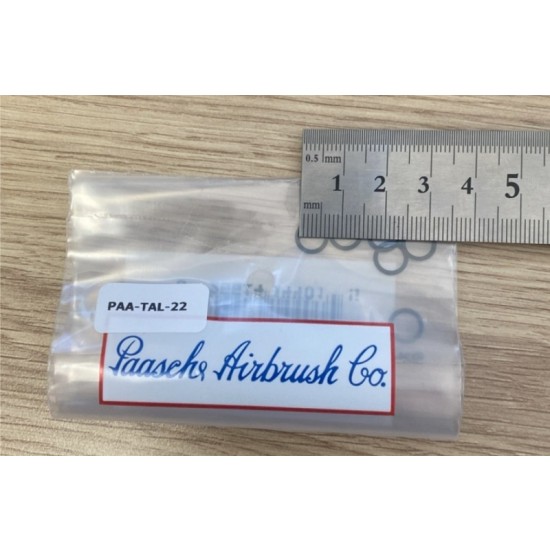 0.5 mm
1 2 3 4 5
mm
PAA-TAL-22
Paasche Airbrush Co.